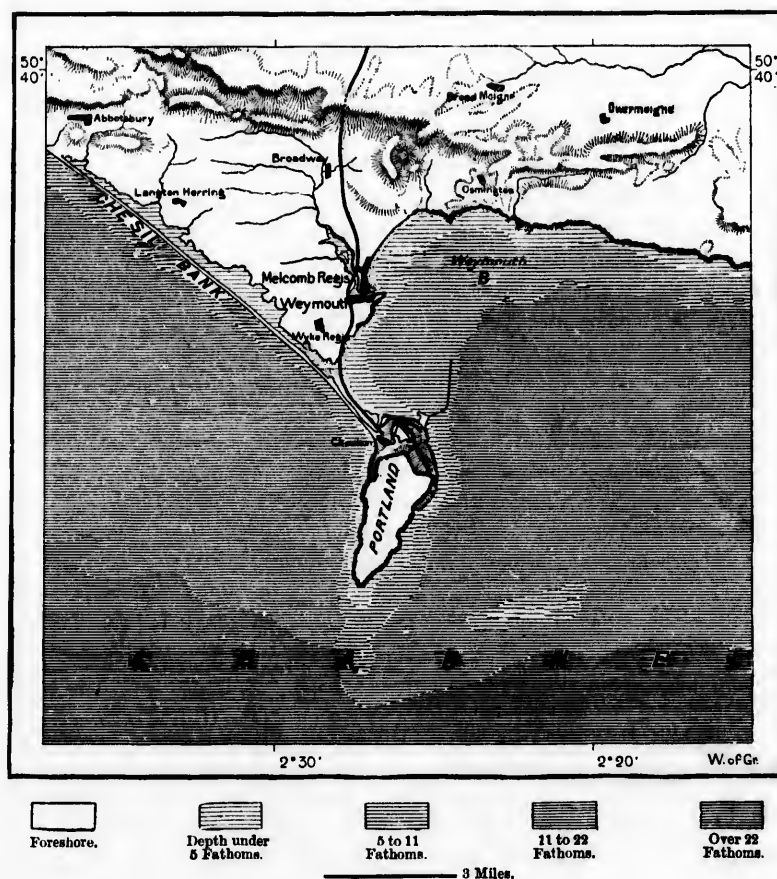 50°
40'
50°
40'
Abbotsbury
Broad Moigne
Owermoigne
Broadway
Osmington
Langton Herring
CHESIL BANK
Weymouth
B
Melcomb Regis
Weymouth
Wyke Regis
PORTLAND
2°30'
2°20'
W. of Gr.
Foreshore.
Depth under
5 Fathoms.
5 to 11
Fathoms.
11 to 22
Fathoms.
Over 22
Fathoms.
3 Miles.